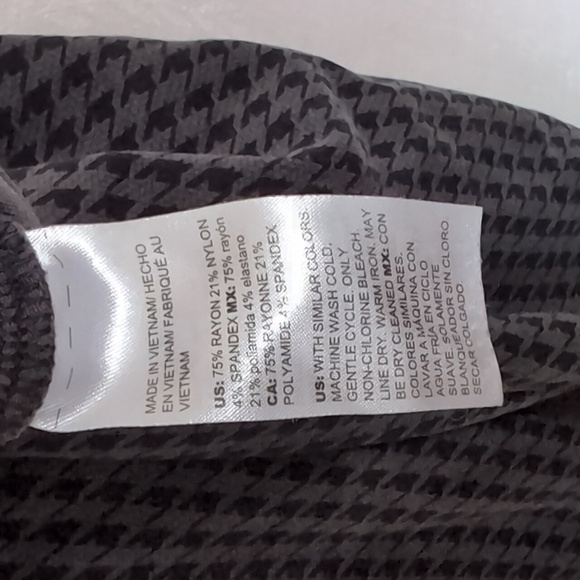 MADE IN VIETNAM/ HECHO
EN VIETNAM/ FABRIQUÉ AU
VIETNAM
US: 75% RAYON 21% NYLON
4% SPANDEX MX: 75% rayón
21% poliamida 4% elastano
CA: 75% RAYONNE 21%
POLYAMIDE 4% SPANDEX
US: WITH SIMILAR COLORS.
MACHINE WASH COLD.
GENTLE CYCLE. ONLY
NON-CHLORINE BLEACH.
LINE DRY. WARM IRON. MAY
BE DRY CLEANED MX: CON
COLORES SIMILARES.
LAVAR A MÁQUINA CON
AGUA FRÍA EN CICLO
SUAVE. SOLAMENTE
BLANQUEADOR SIN CLORO.
SECAR COLGADO.